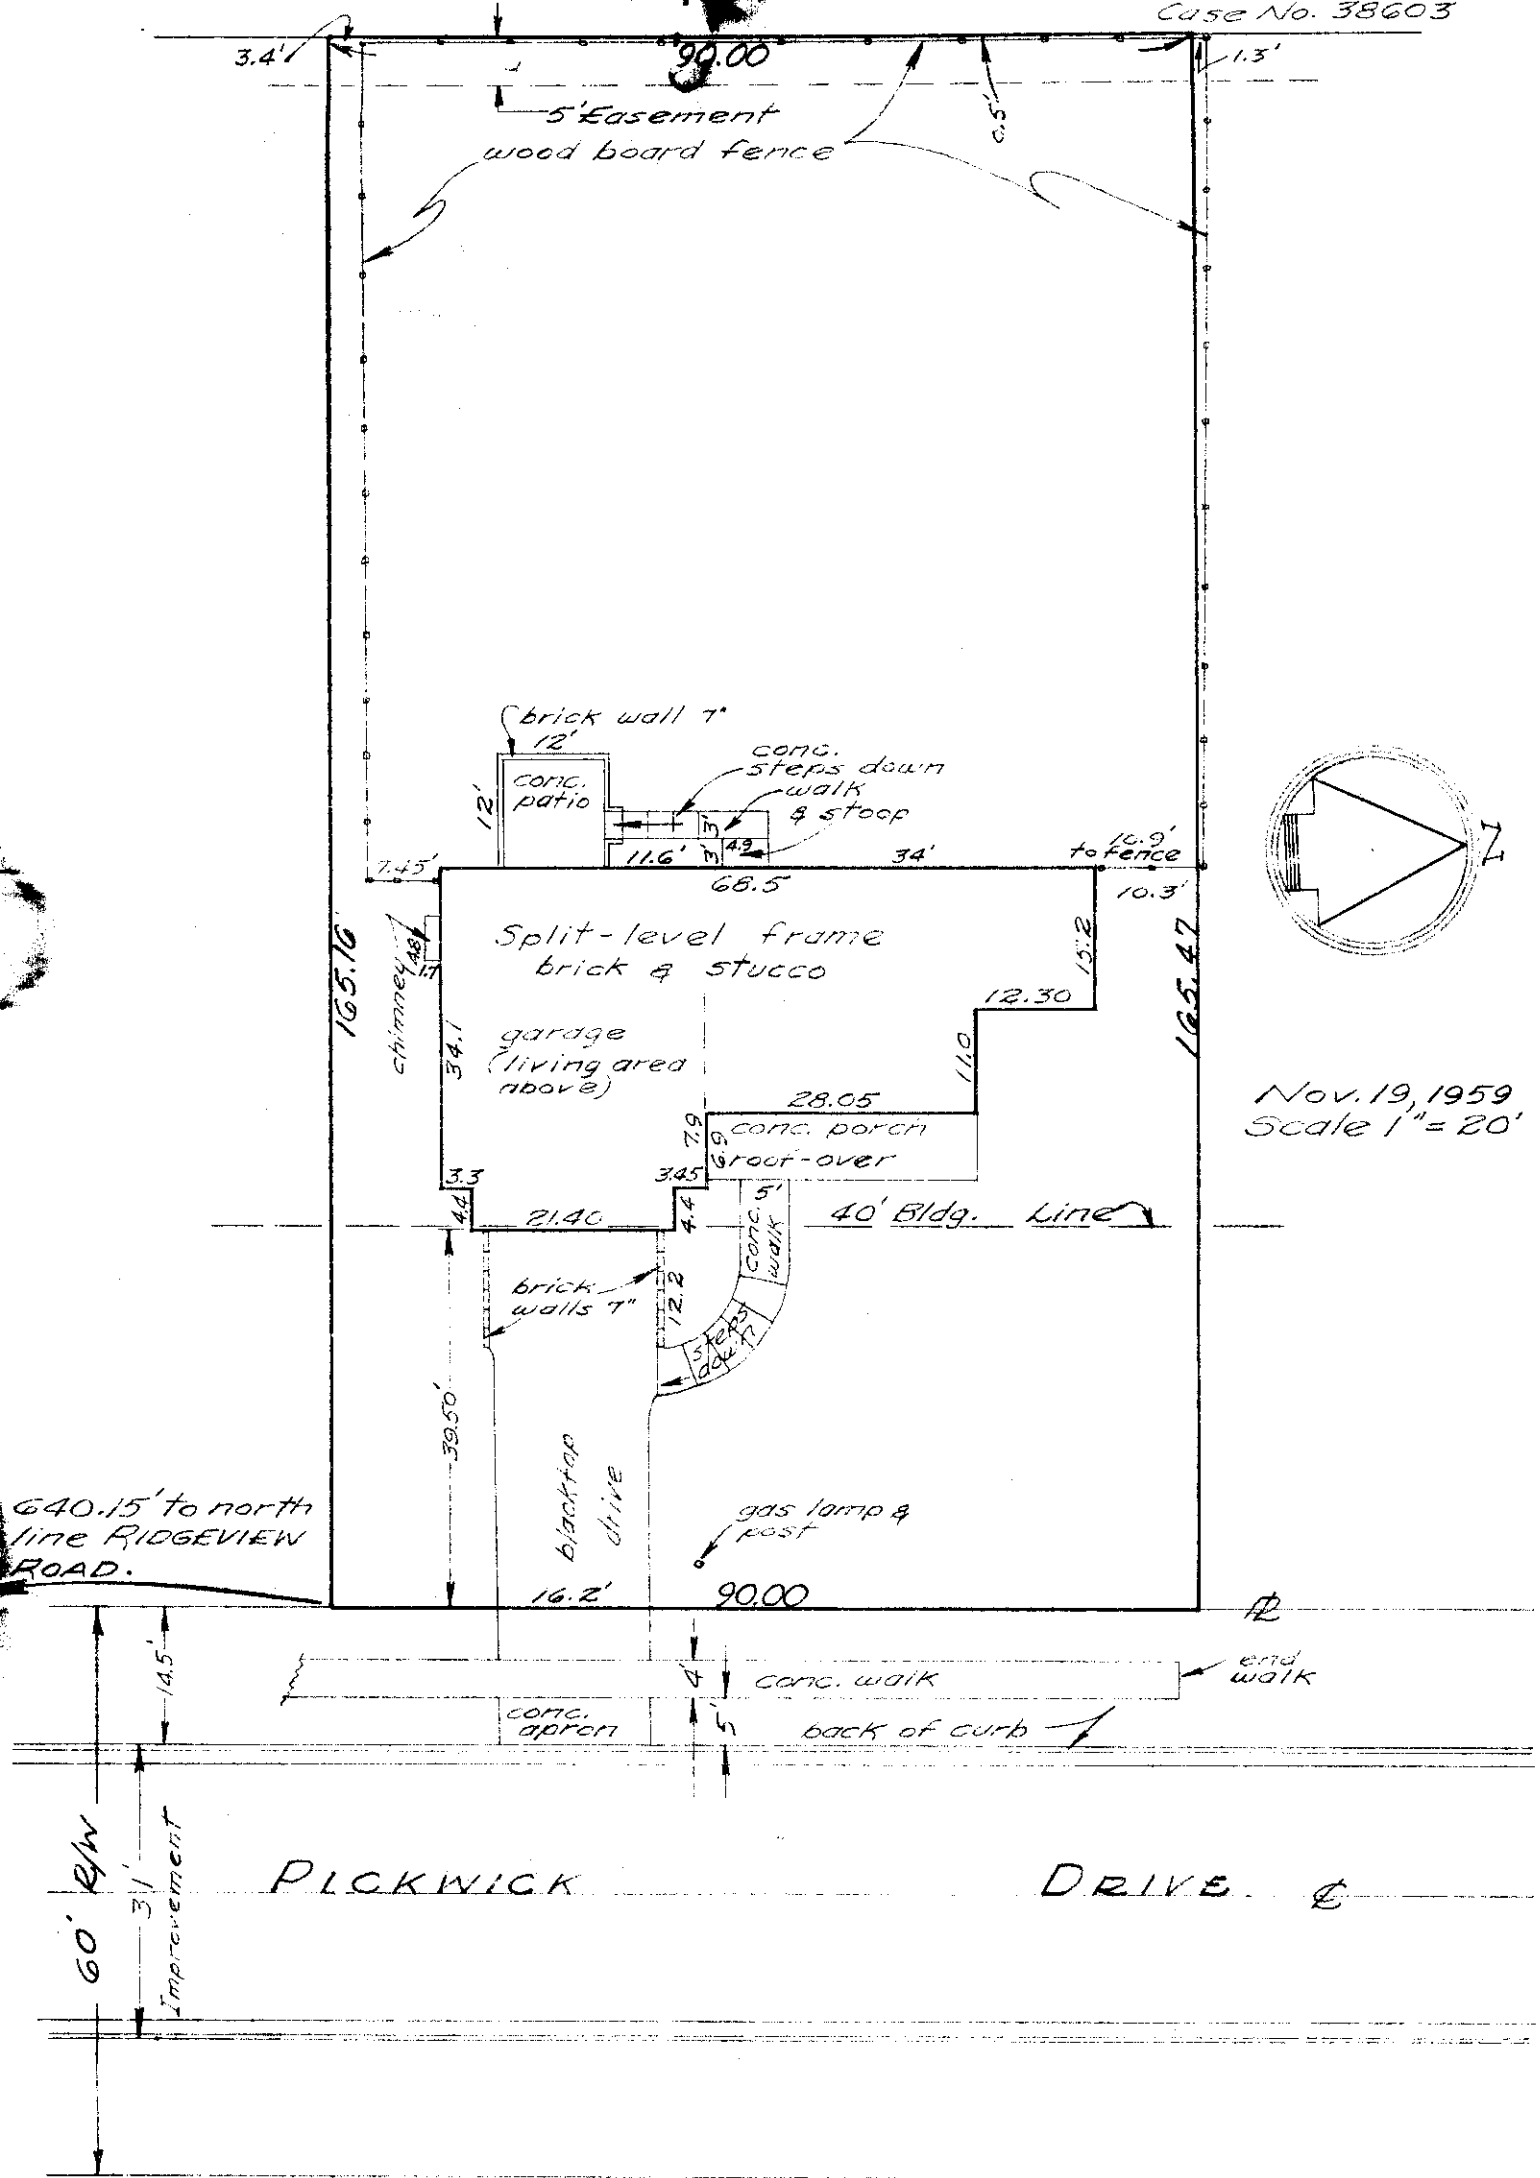 Case No. 38603
3.4'
90.00
1.3'
5' Easement
0.5'
wood board fence
brick wall 7"
12'
conc.
steps down
walk
& stoop
conc.
patio
12'
3'
3'
4.9
11.6'
34'
10.9'
to fence
7.45'
68.5
10.3'
N
Split-level frame
brick & stucco
4.8
1.7
chimney
165.16
15.2
165.47
12.30
garage
(living area
above)
34.1
11.0
28.05
Nov. 19, 1959
Scale 1" = 20'
7.9
6.9
conc. porch
roof-over
3.3
3.45
4.4
21.40
4.4
5'
conc.
walk
40' Bldg. Line
brick
walls 7"
12.2
steps
down
39.50'
blacktop
drive
640.15' to north
line RIDGEVIEW
ROAD.
gas lamp &
post
16.2'
90.00
14.5'
4'
conc. walk
end
walk
conc.
apron
5'
back of curb
60' R/W
31'
Improvement
PICKWICK DRIVE